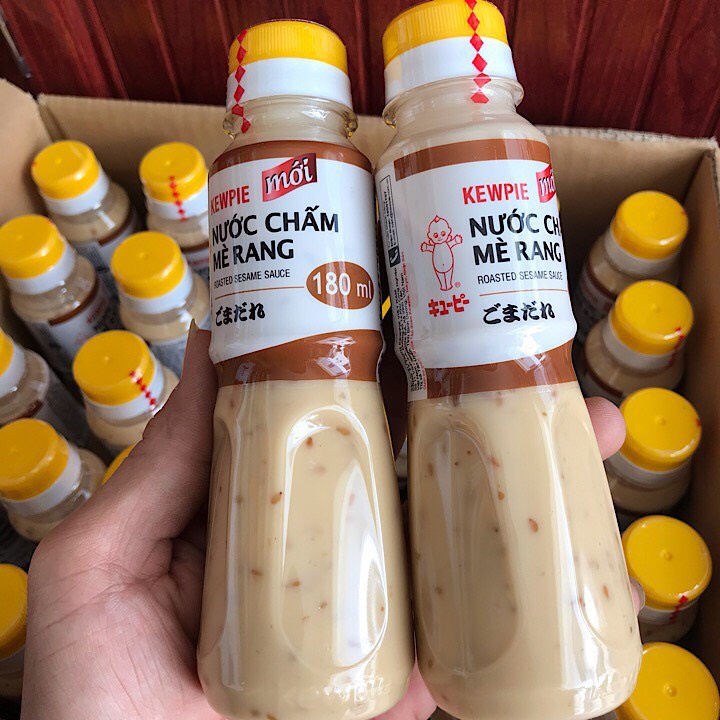 KEWPIE mới
NƯỚC CHẤM
MÈ RANG
ROASTED SESAME SAUCE
180 ml
ごまだれ
KEWPIE
NƯỚC CH
MÈ RANG
ROASTED SESAME SAUCE
キューピー
ごまだれ